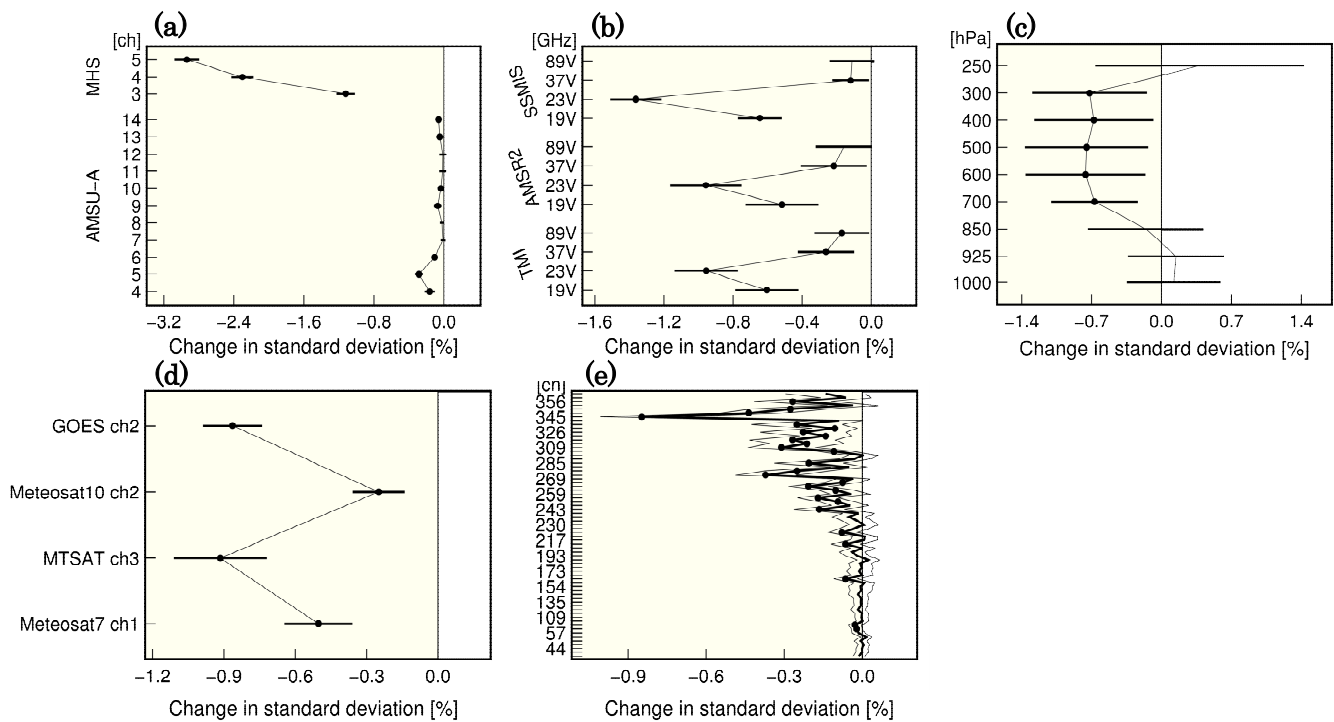 (a)
[ch]
MHS
5
4
3
AMSU-A
14
13
12
11
10
9
8
7
6
5
4
-3.2 -2.4 -1.6 -0.8 0.0
Change in standard deviation [%]
(b)
[GHz]
SSMIS
89V
37V
23V
19V
AMSR2
89V
37V
23V
19V
TMI
89V
37V
23V
19V
-1.6 -1.2 -0.8 -0.4 0.0
Change in standard deviation [%]
(c)
[hPa]
250
300
400
500
600
700
850
925
1000
-1.4 -0.7 0.0 0.7 1.4
Change in standard deviation [%]
(d)
GOES ch2
Meteosat10 ch2
MTSAT ch3
Meteosat7 ch1
-1.2 -0.9 -0.6 -0.3 0.0
Change in standard deviation [%]
(e)
[ch]
356
345
326
309
285
269
259
243
230
217
193
173
154
135
109
57
44
-0.9 -0.6 -0.3 0.0
Change in standard deviation [%]